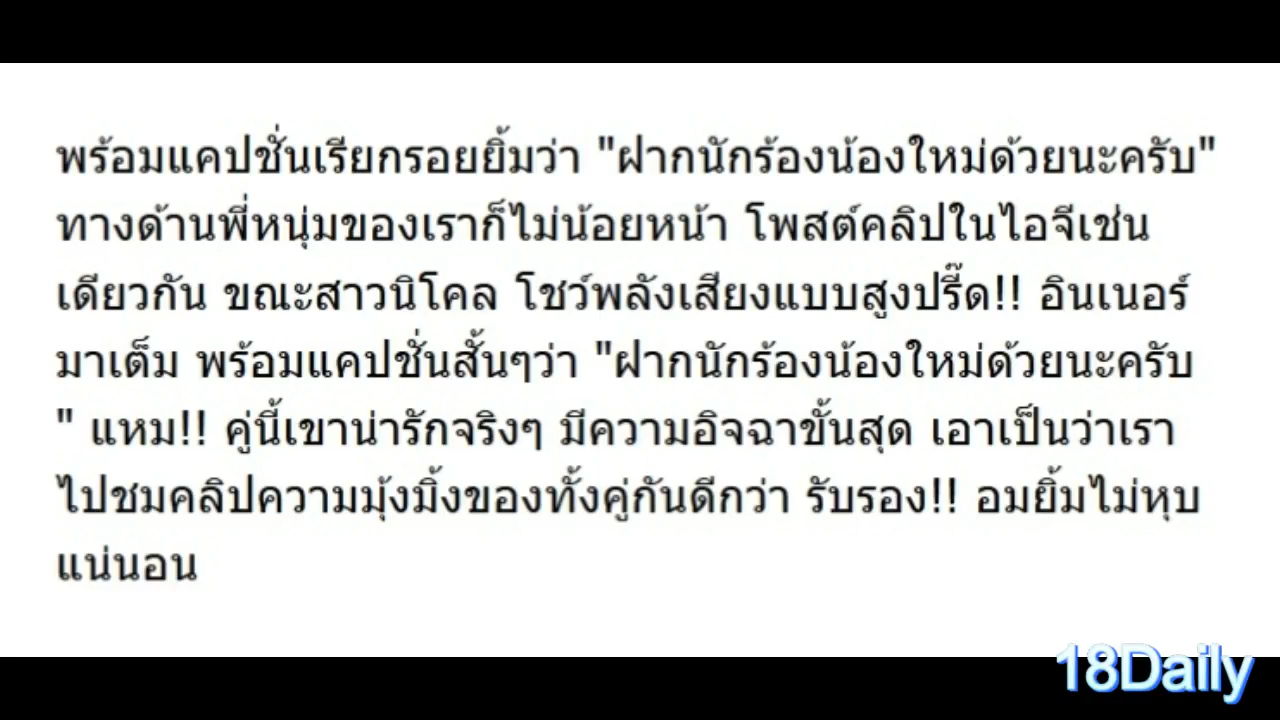 พร้อมแคปชั่นเรียกรอยยิ้มว่า "ฝากนักร้องน้องใหม่ด้วยนะครับ"
ทางด้านพี่หนุ่มของเราก็ไม่น้อยหน้า โพสต์คลิปในไอจีเช่น
เดียวกัน ขณะสาวนิโคล โชว์พลังเสียงแบบสูงปรี๊ด!! อินเนอร์
มาเต็ม พร้อมแคปชั่นสั้นๆว่า "ฝากนักร้องน้องใหม่ด้วยนะครับ
" แหม!! คู่นี้เขาน่ารักจริงๆ มีความอิจฉาขั้นสุด เอาเป็นว่าเรา
ไปชมคลิปความมุ้งมิ้งของทั้งคู่กันดีกว่า รับรอง!! อมยิ้มไม่หุบ
แน่นอน
18Daily